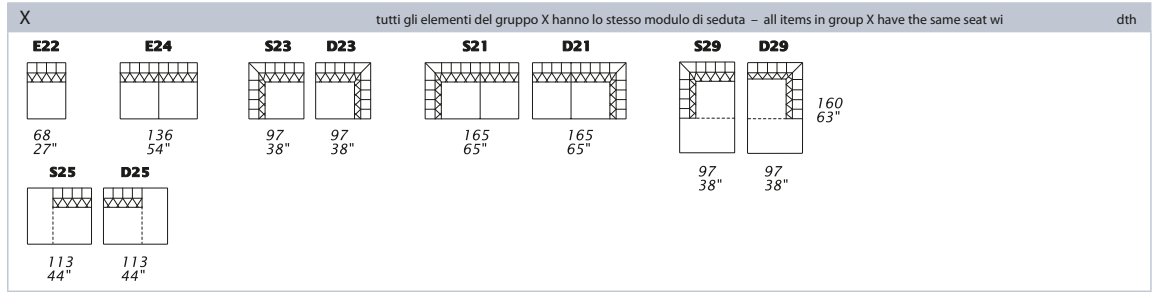 X tutti gli elementi del gruppo X hanno lo stesso modulo di seduta – all items in group X have the same seat wi dth
E22 E24 S23 D23 S21 D21 S29 D29
160
63"
68 136 97 97 165 165
27" 54" 38" 38" 65" 65"
97 97
38" 38"
S25 D25
113 113
44" 44"